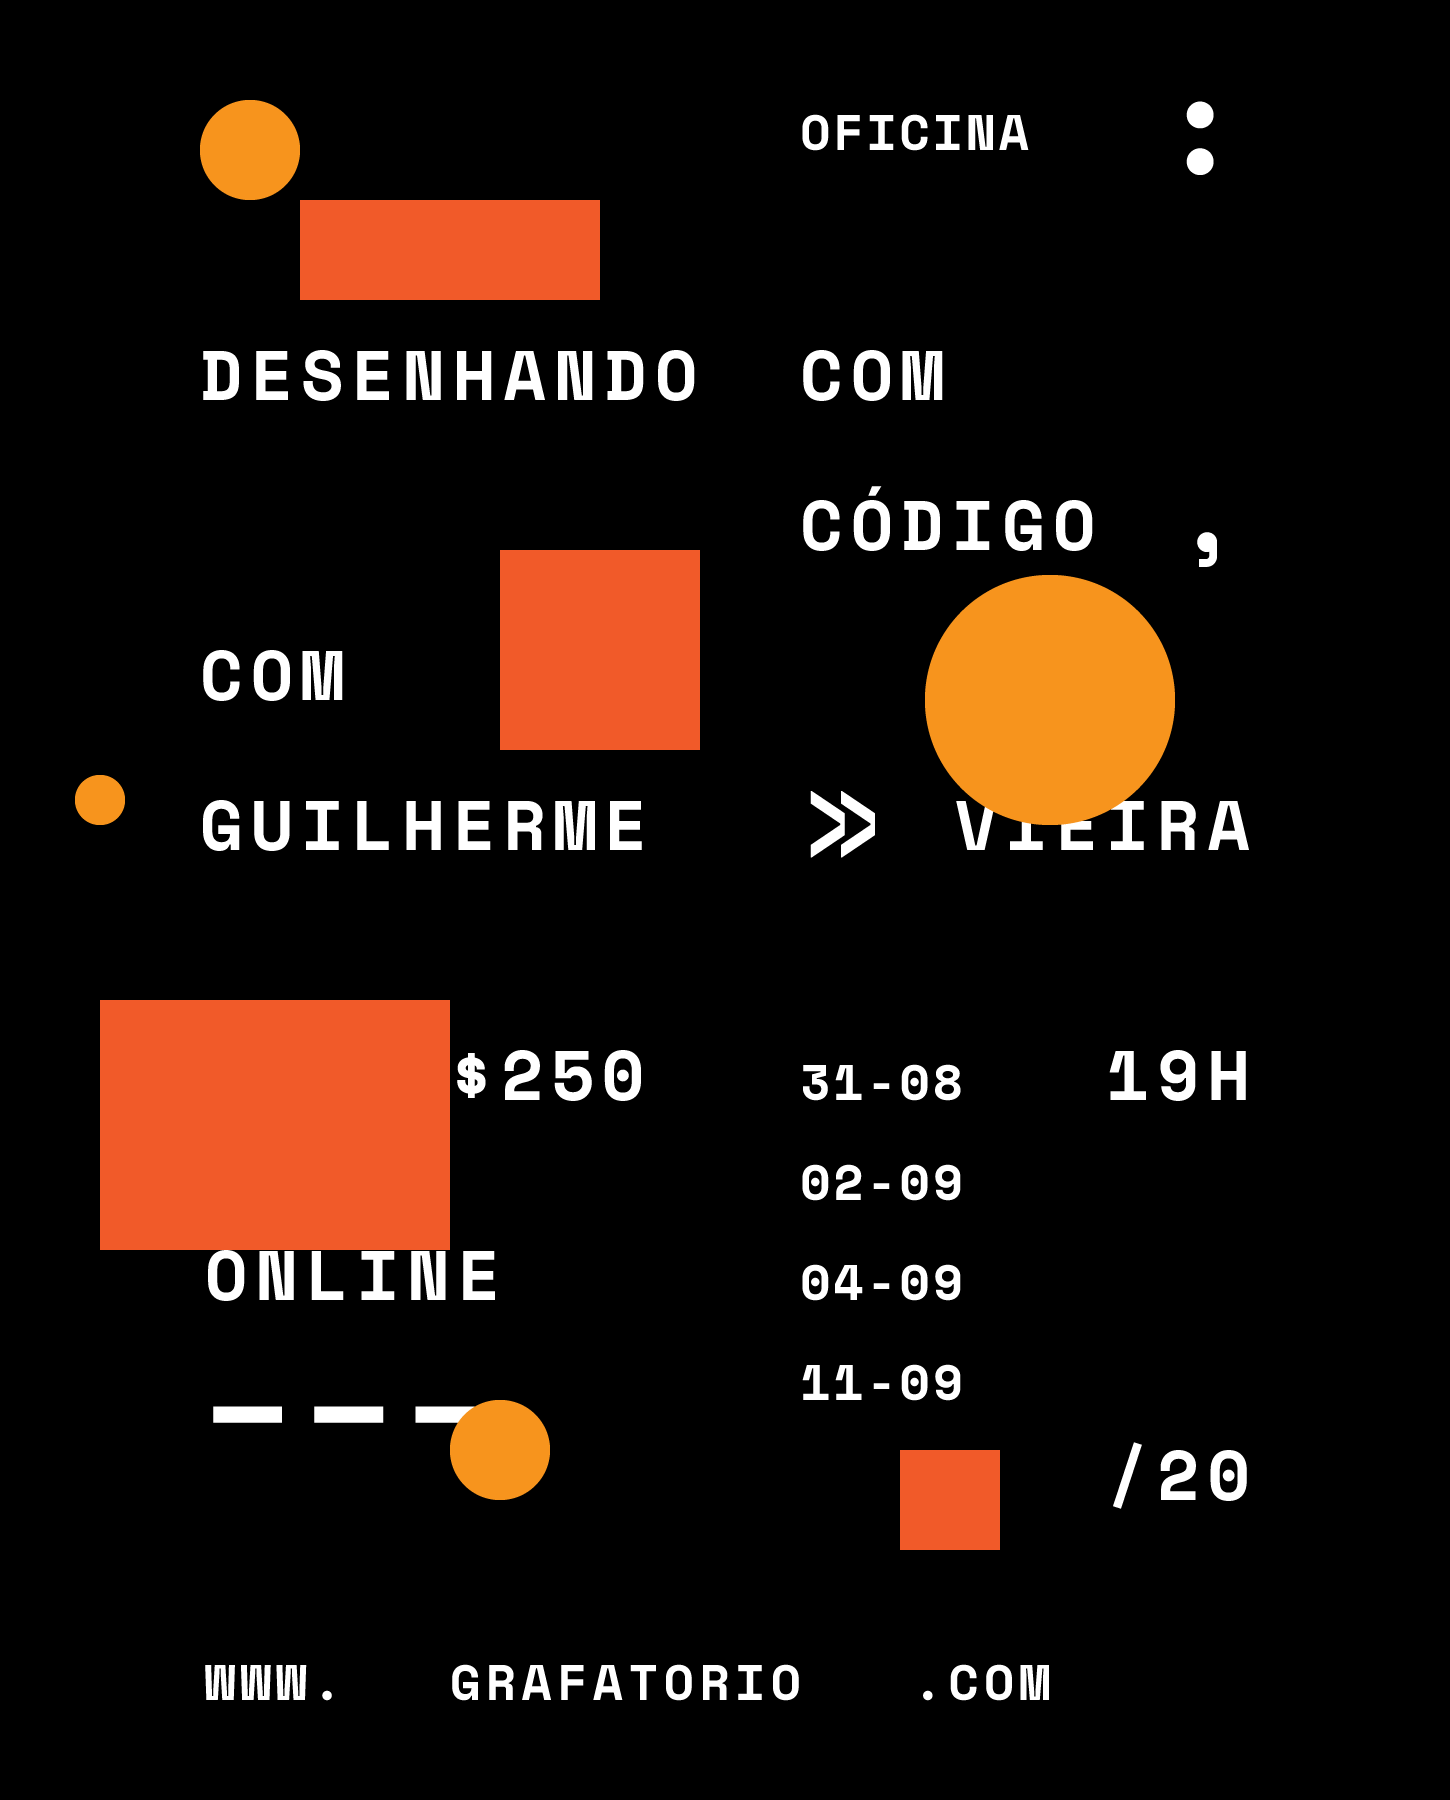 OFICINA :
DESENHANDO COM
CÓDIGO ,
COM
GUILHERME » VIEIRA
$250 31-08 19H
02-09
ONLINE 04-09
11-09
———
/20
WWW. GRAFATORIO .COM